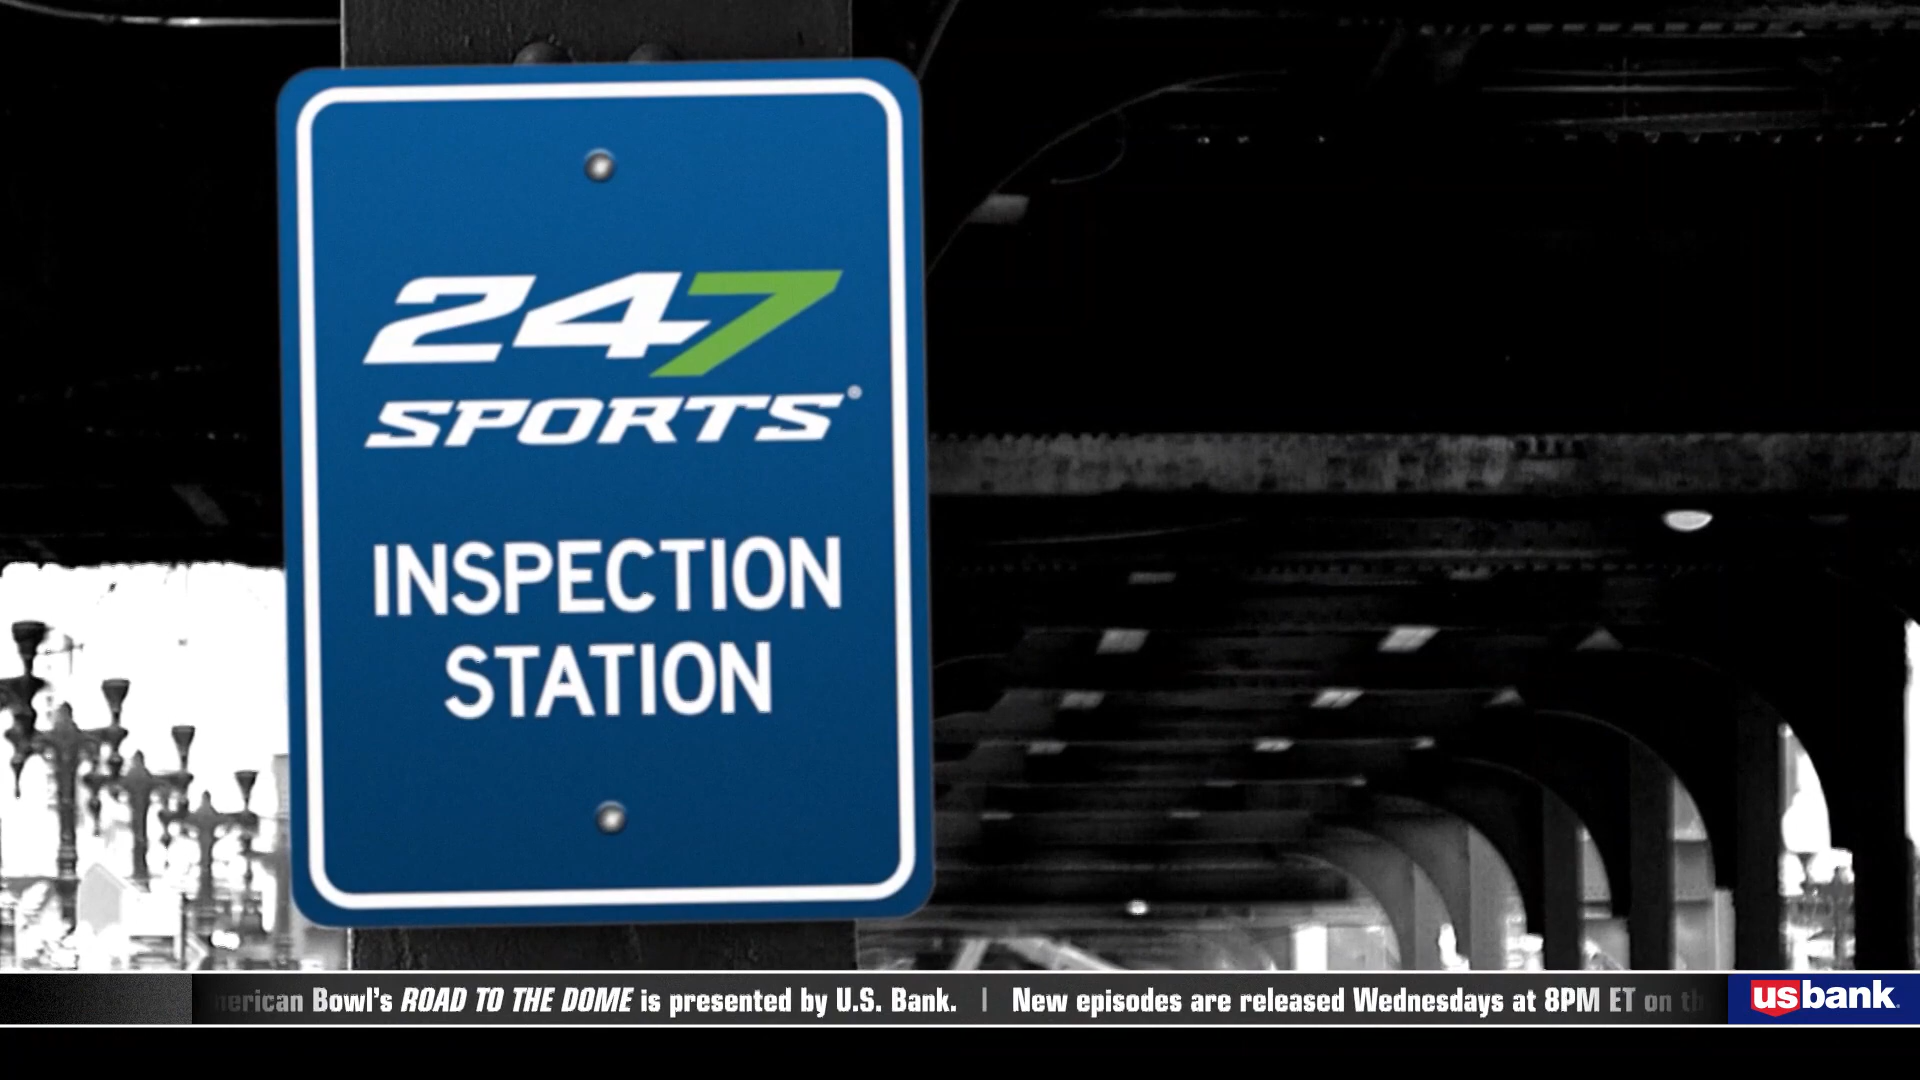 247
SPORTS
INSPECTION
STATION
Bowl's ROAD TO THE DOME is presented by U.S. Bank. | New episodes are released Wednesdays at 8PM ET on
usbank